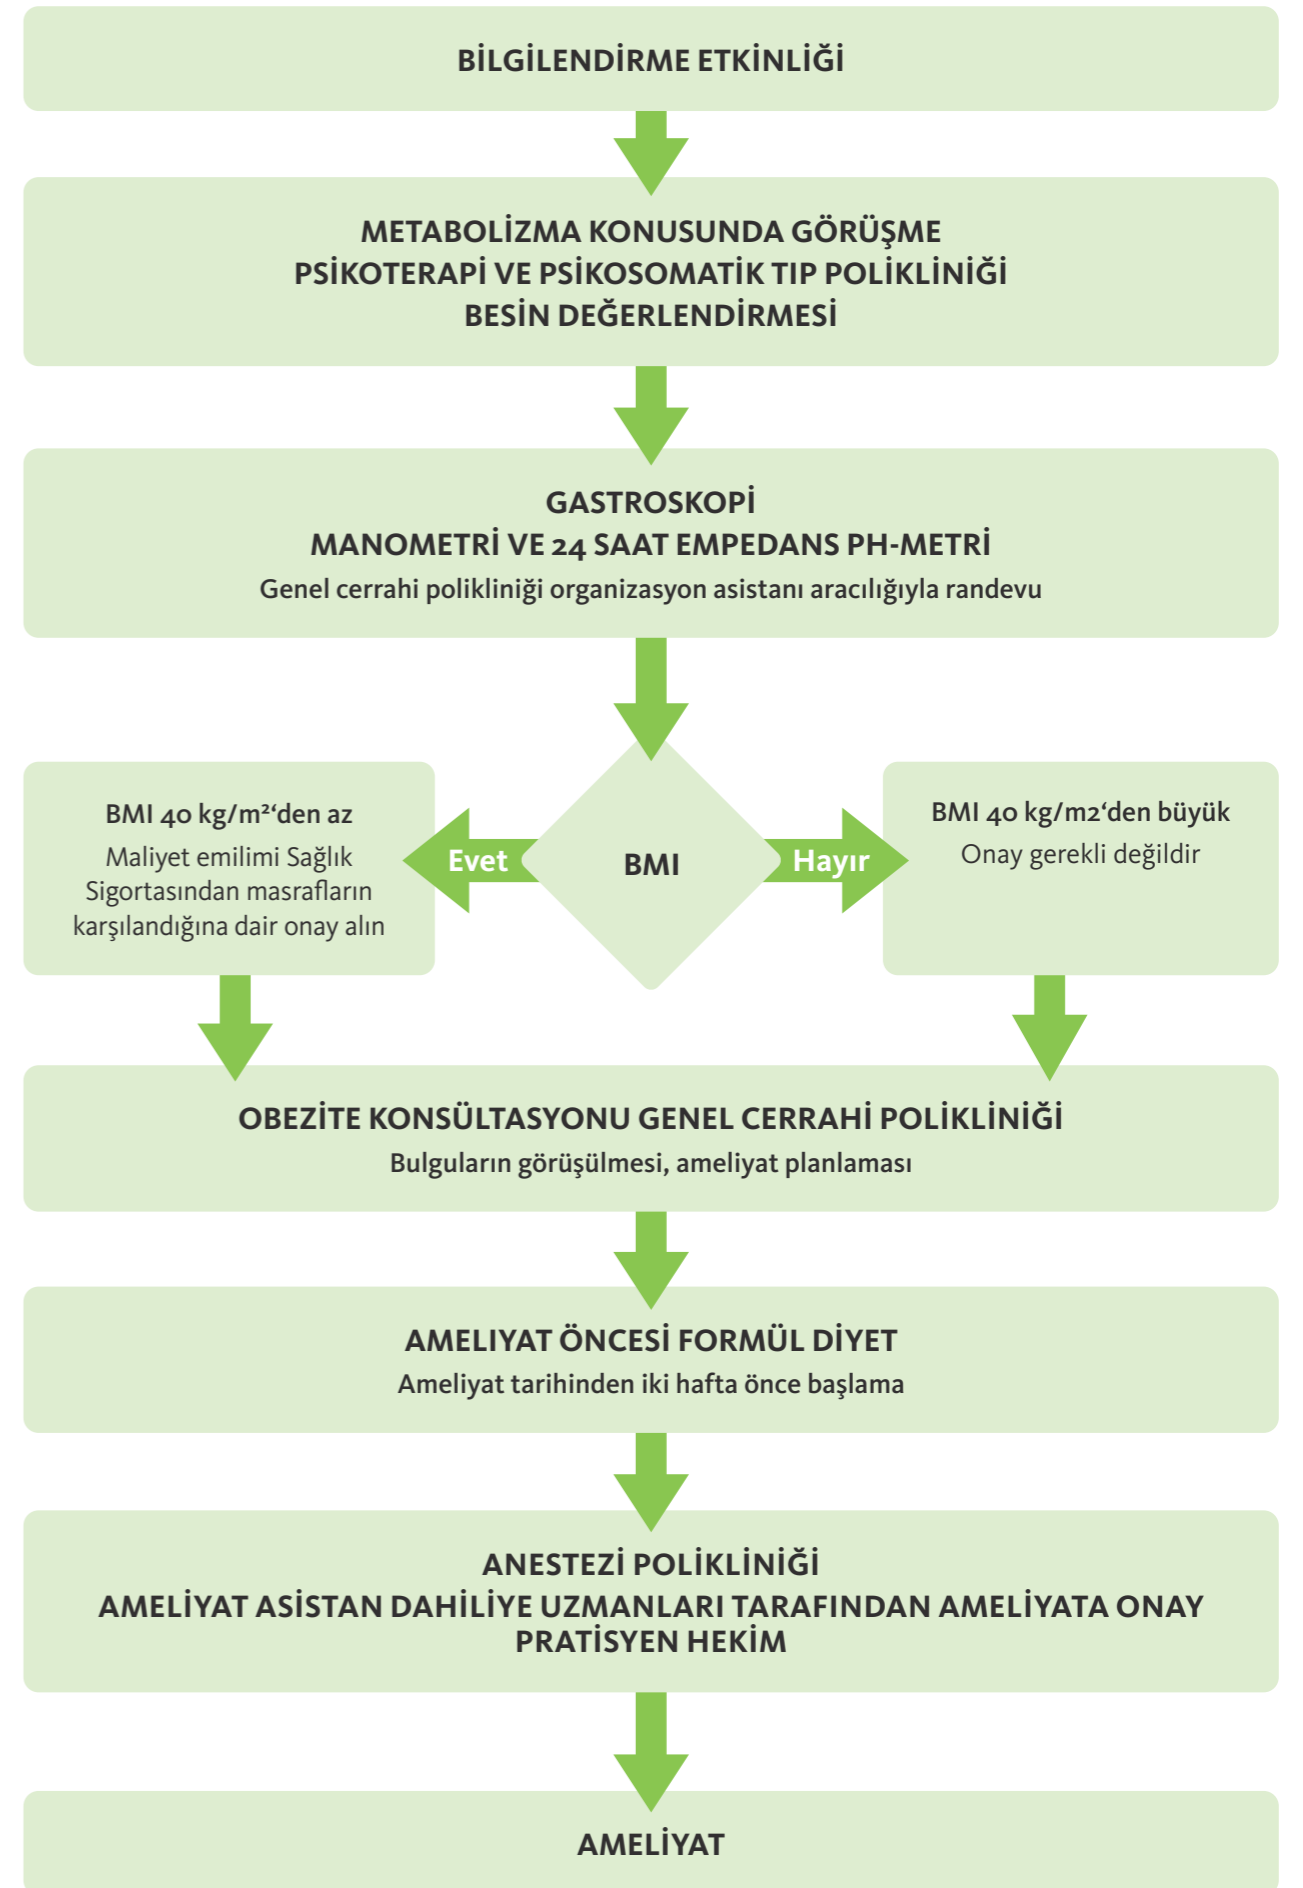 BİLGİLENDİRME ETKİNLİĞİ
METABOLİZMA KONUSUNDA GÖRÜŞME
PSİKOTERAPİ VE PSİKOSOMATİK TIP POLİKLİNİĞİ
BESİN DEĞERLENDİRMESİ
GASTROSKOPİ
MANOMETRİ VE 24 SAAT EMPEDANS PH-METRİ
Genel cerrahi polikliniği organizasyon asistanı aracılığıyla randevu
BMI 40 kg/m²‘den az
Maliyet emilimi Sağlık
Sigortasından masrafların
karşılandığına dair onay alın
Evet
BMI
Hayır
BMI 40 kg/m2‘den büyük
Onay gerekli değildir
OBEZİTE KONSÜLTASYONU GENEL CERRAHİ POLİKLİNİĞİ
Bulguların görüşülmesi, ameliyat planlaması
AMELIYAT ÖNCESİ FORMÜL DİYET
Ameliyat tarihinden iki hafta önce başlama
ANESTEZİ POLİKLİNİĞİ
AMELİYAT ASİSTAN DAHİLİYE UZMANLARI TARAFINDAN AMELİYATA ONAY
PRATİSYEN HEKİM
AMELİYAT